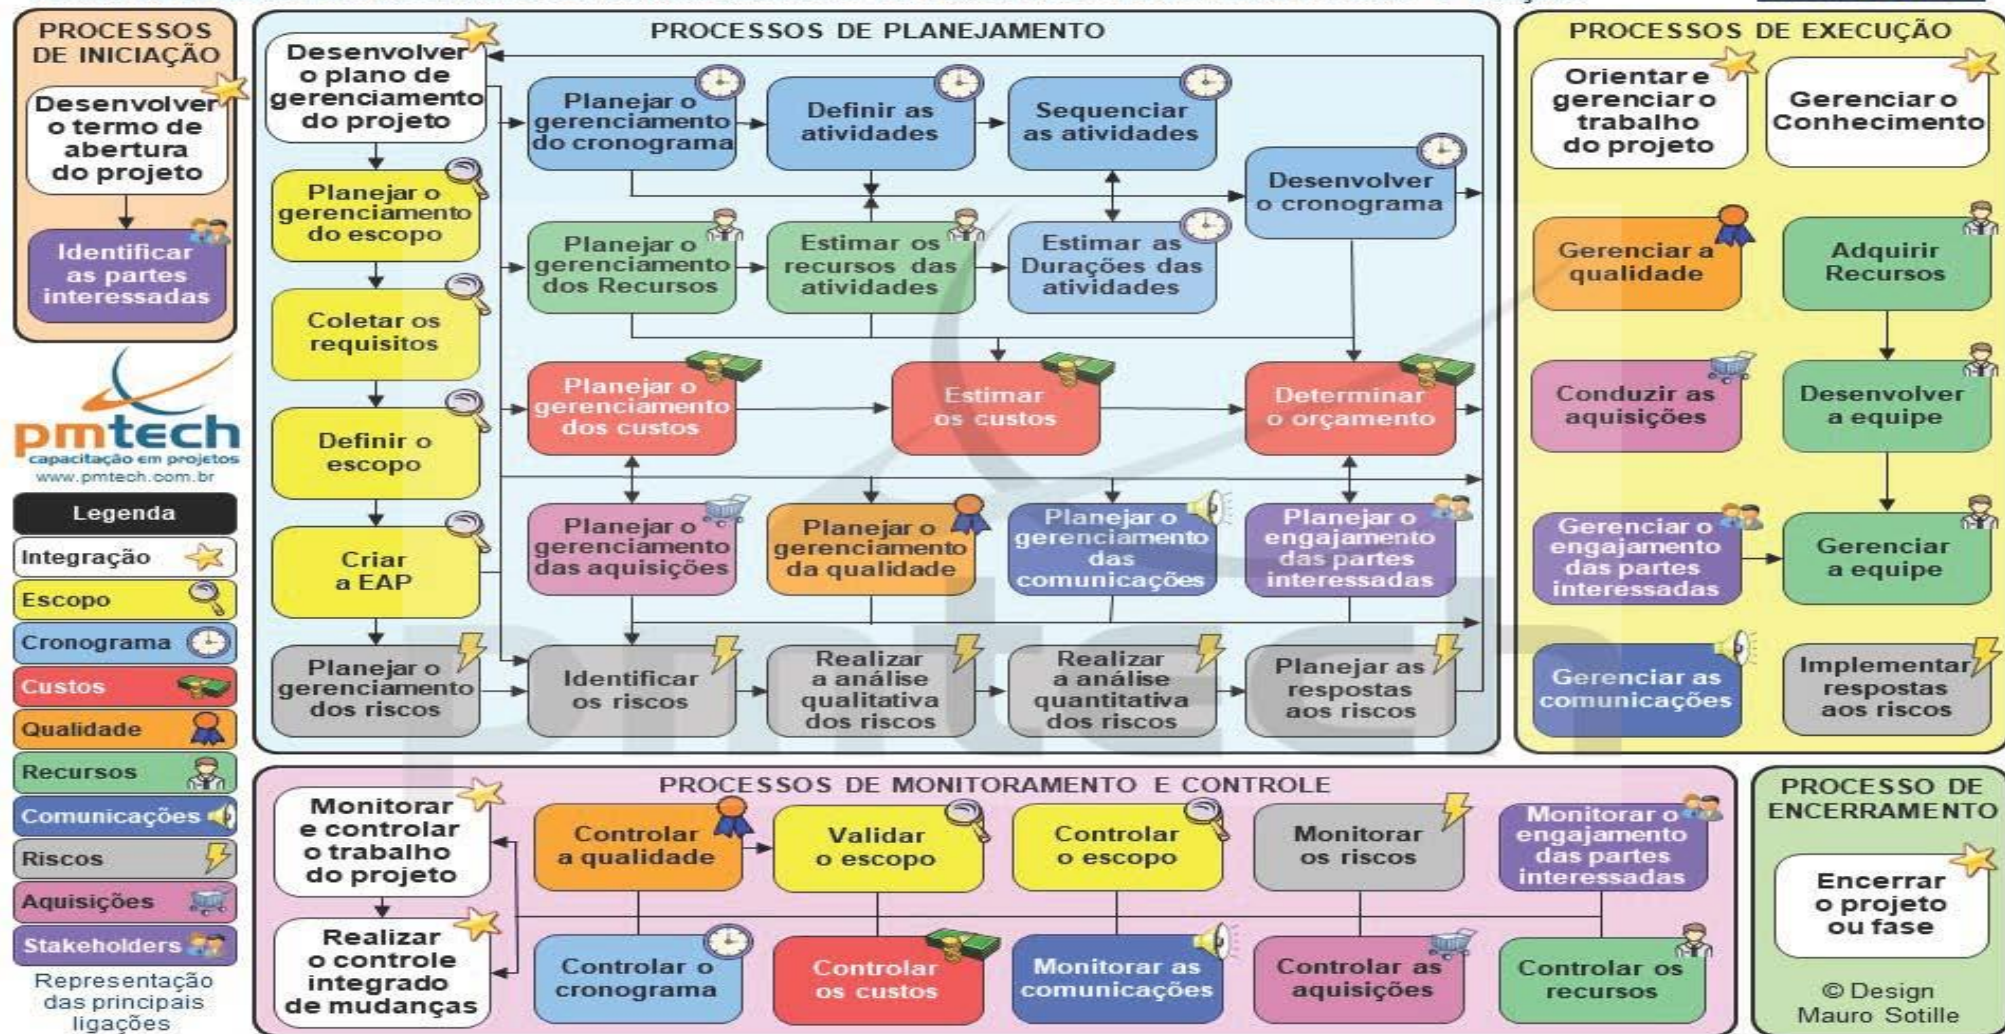 PROCESSOS
DE INICIAÇÃO
Desenvolver
o termo de
abertura
do projeto
Identificar
as partes
interessadas
pmtech
capacitação em projetos
www.pmtech.com.br
Legenda
Integração
Escopo
Cronograma
Custos
Qualidade
Recursos
Comunicações
Riscos
Aquisições
Stakeholders
Representação
das principais
ligações
PROCESSOS DE PLANEJAMENTO
Desenvolver
o plano de
gerenciamento
do projeto
Planejar o
gerenciamento
do escopo
Coletar os
requisitos
Definir o
escopo
Criar
a EAP
Planejar o
gerenciamento
dos riscos
Planejar o
gerenciamento
do cronograma
Definir as
atividades
Sequenciar
as atividades
Desenvolver
o cronograma
Planejar o
gerenciamento
dos Recursos
Estimar os
recursos das
atividades
Estimar as
Durações das
atividades
Planejar o
gerenciamento
dos custos
Estimar
os custos
Determinar
o orçamento
Planejar o
gerenciamento
das aquisições
Planejar o
gerenciamento
da qualidade
Planejar o
gerenciamento
das
comunicações
Planejar o
engajamento
das partes
interessadas
Identificar
os riscos
Realizar
a análise
qualitativa
dos riscos
Realizar
a análise
quantitativa
dos riscos
Planejar as
respostas
aos riscos
pmtech
PROCESSOS DE EXECUÇÃO
Orientar e
gerenciar o
trabalho
do projeto
Gerenciar o
Conhecimento
Gerenciar a
qualidade
Adquirir
Recursos
Conduzir as
aquisições
Desenvolver
a equipe
Gerenciar o
engajamento
das partes
interessadas
Gerenciar
a equipe
Gerenciar as
comunicações
Implementar
respostas
aos riscos
PROCESSOS DE MONITORAMENTO E CONTROLE
Monitorar
e controlar
o trabalho
do projeto
Realizar
o controle
integrado
de mudanças
Controlar
a qualidade
Validar
o escopo
Controlar
o escopo
Monitorar
os riscos
Monitorar o
engajamento
das partes
interessadas
Controlar o
cronograma
Controlar
os custos
Monitorar as
comunicações
Controlar as
aquisições
Controlar os
recursos
PROCESSO DE
ENCERRAMENTO
Encerrar
o projeto
ou fase
© Design
Mauro Sotille